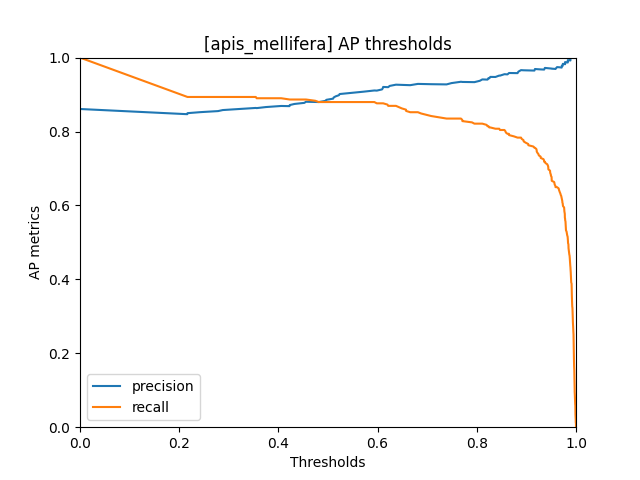 [apis_mellifera] AP thresholds
1.0
0.8
0.6
0.4
0.2
0.0
AP metrics
precision
recall
0.0 0.2 0.4 0.6 0.8 1.0
Thresholds